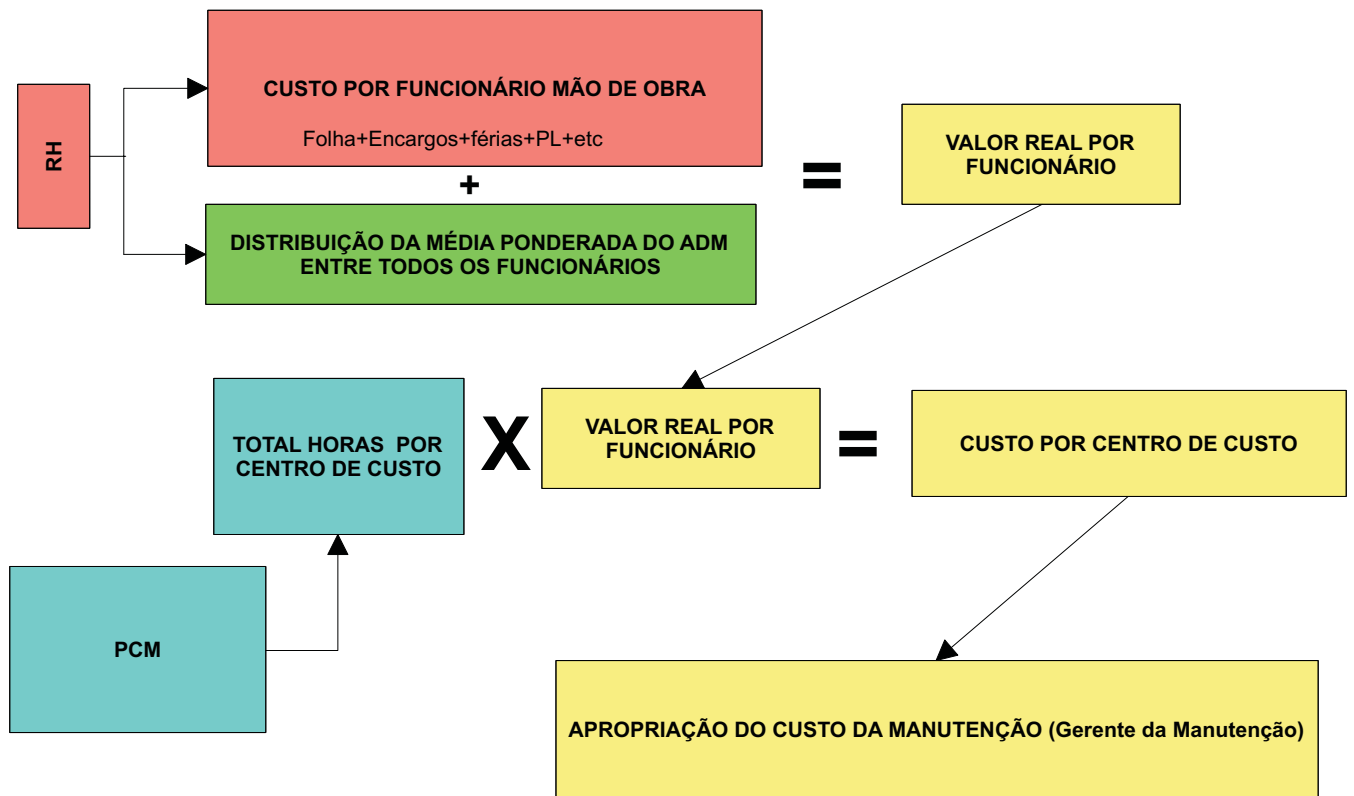 RH
CUSTO POR FUNCIONÁRIO MÃO DE OBRA
Folha+Encargos+férias+PL+etc
+
DISTRIBUIÇÃO DA MÉDIA PONDERADA DO ADM
ENTRE TODOS OS FUNCIONÁRIOS
=
VALOR REAL POR
FUNCIONÁRIO
TOTAL HORAS POR
CENTRO DE CUSTO
X
VALOR REAL POR
FUNCIONÁRIO
=
CUSTO POR CENTRO DE CUSTO
PCM
APROPRIAÇÃO DO CUSTO DA MANUTENÇÃO (Gerente da Manutenção)